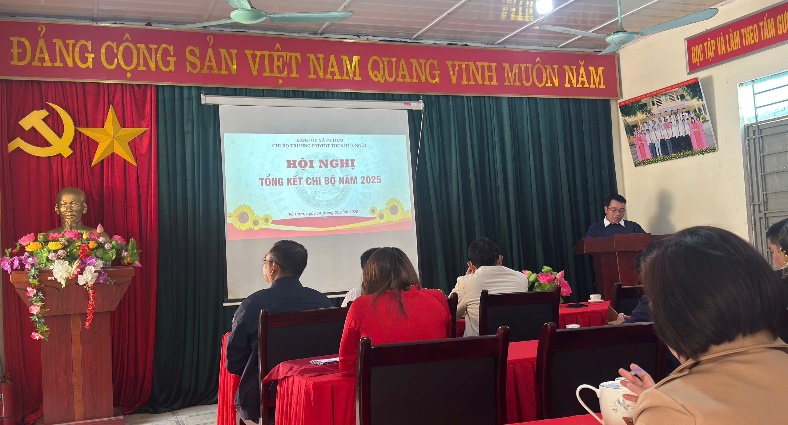 ĐẢNG CỘNG SẢN VIỆT NAM QUANG VINH MUÔN NĂM
HỌC TẬP VÀ LÀM THEO TẤM
HỘI NGHỊ
TỔNG KẾT CHI BỘ NĂM 2025